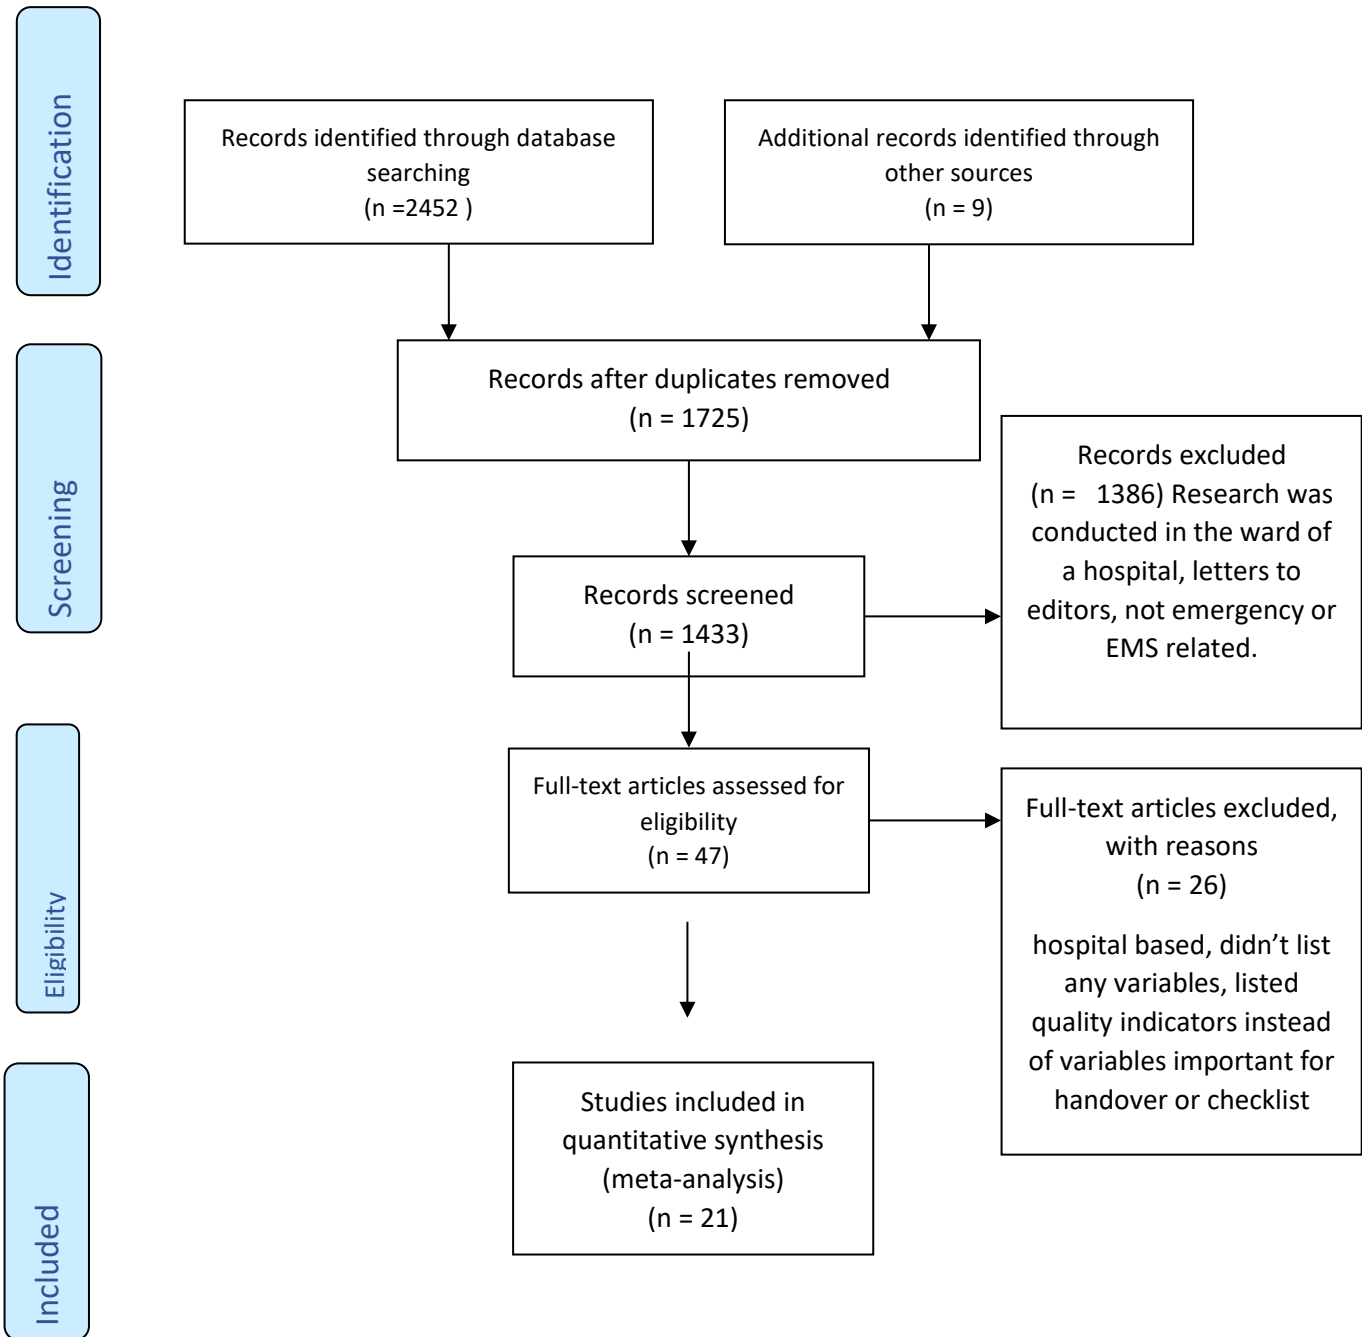 Identification
Records identified through database
searching
(n =2452 )
Additional records identified through
other sources
(n = 9)
Screening
Records after duplicates removed
(n = 1725)
Records screened
(n = 1433)
Records excluded
(n =   1386) Research was
conducted in the ward of
a hospital, letters to
editors, not emergency or
EMS related.
Eligibility
Full-text articles assessed for
eligibility
(n = 47)
Full-text articles excluded,
with reasons
(n = 26)
hospital based, didn’t list
any variables, listed
quality indicators instead
of variables important for
handover or checklist
Included
Studies included in
quantitative synthesis
(meta-analysis)
(n = 21)